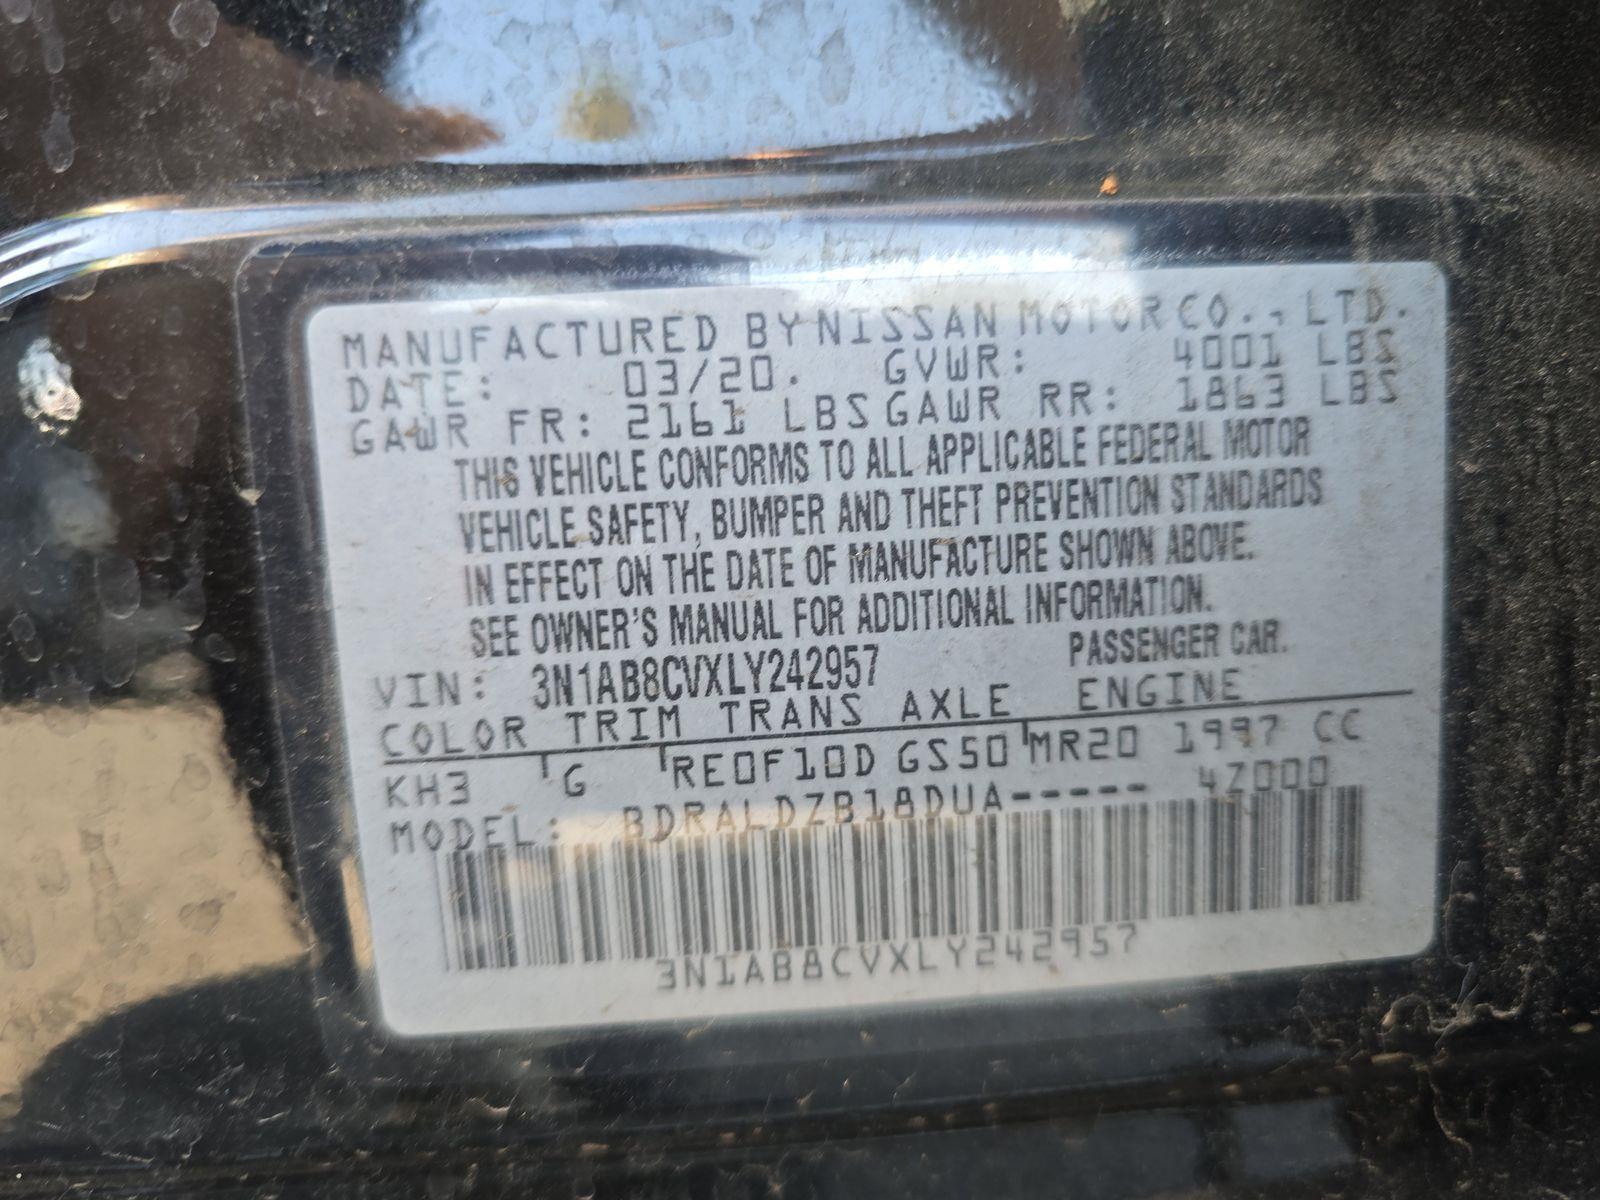 MANUFACTURED BY NISSAN MOTOR CO., LTD.
DATE: 03/20. GVWR: 4001 LBS
GAWR FR: 2161 LBS GAWR RR: 1863 LBS
THIS VEHICLE CONFORMS TO ALL APPLICABLE FEDERAL MOTOR
VEHICLE SAFETY, BUMPER AND THEFT PREVENTION STANDARDS
IN EFFECT ON THE DATE OF MANUFACTURE SHOWN ABOVE.
SEE OWNER'S MANUAL FOR ADDITIONAL INFORMATION.
VIN: 3N1AB8CVXLY242957 PASSENGER CAR.
COLOR TRIM TRANS AXLE ENGINE
KH3 G RE0F10D GS50 MR20 1997 CC
MODEL: BDRALDZB18DUA----- 4Z000
3N1AB8CVXLY242957